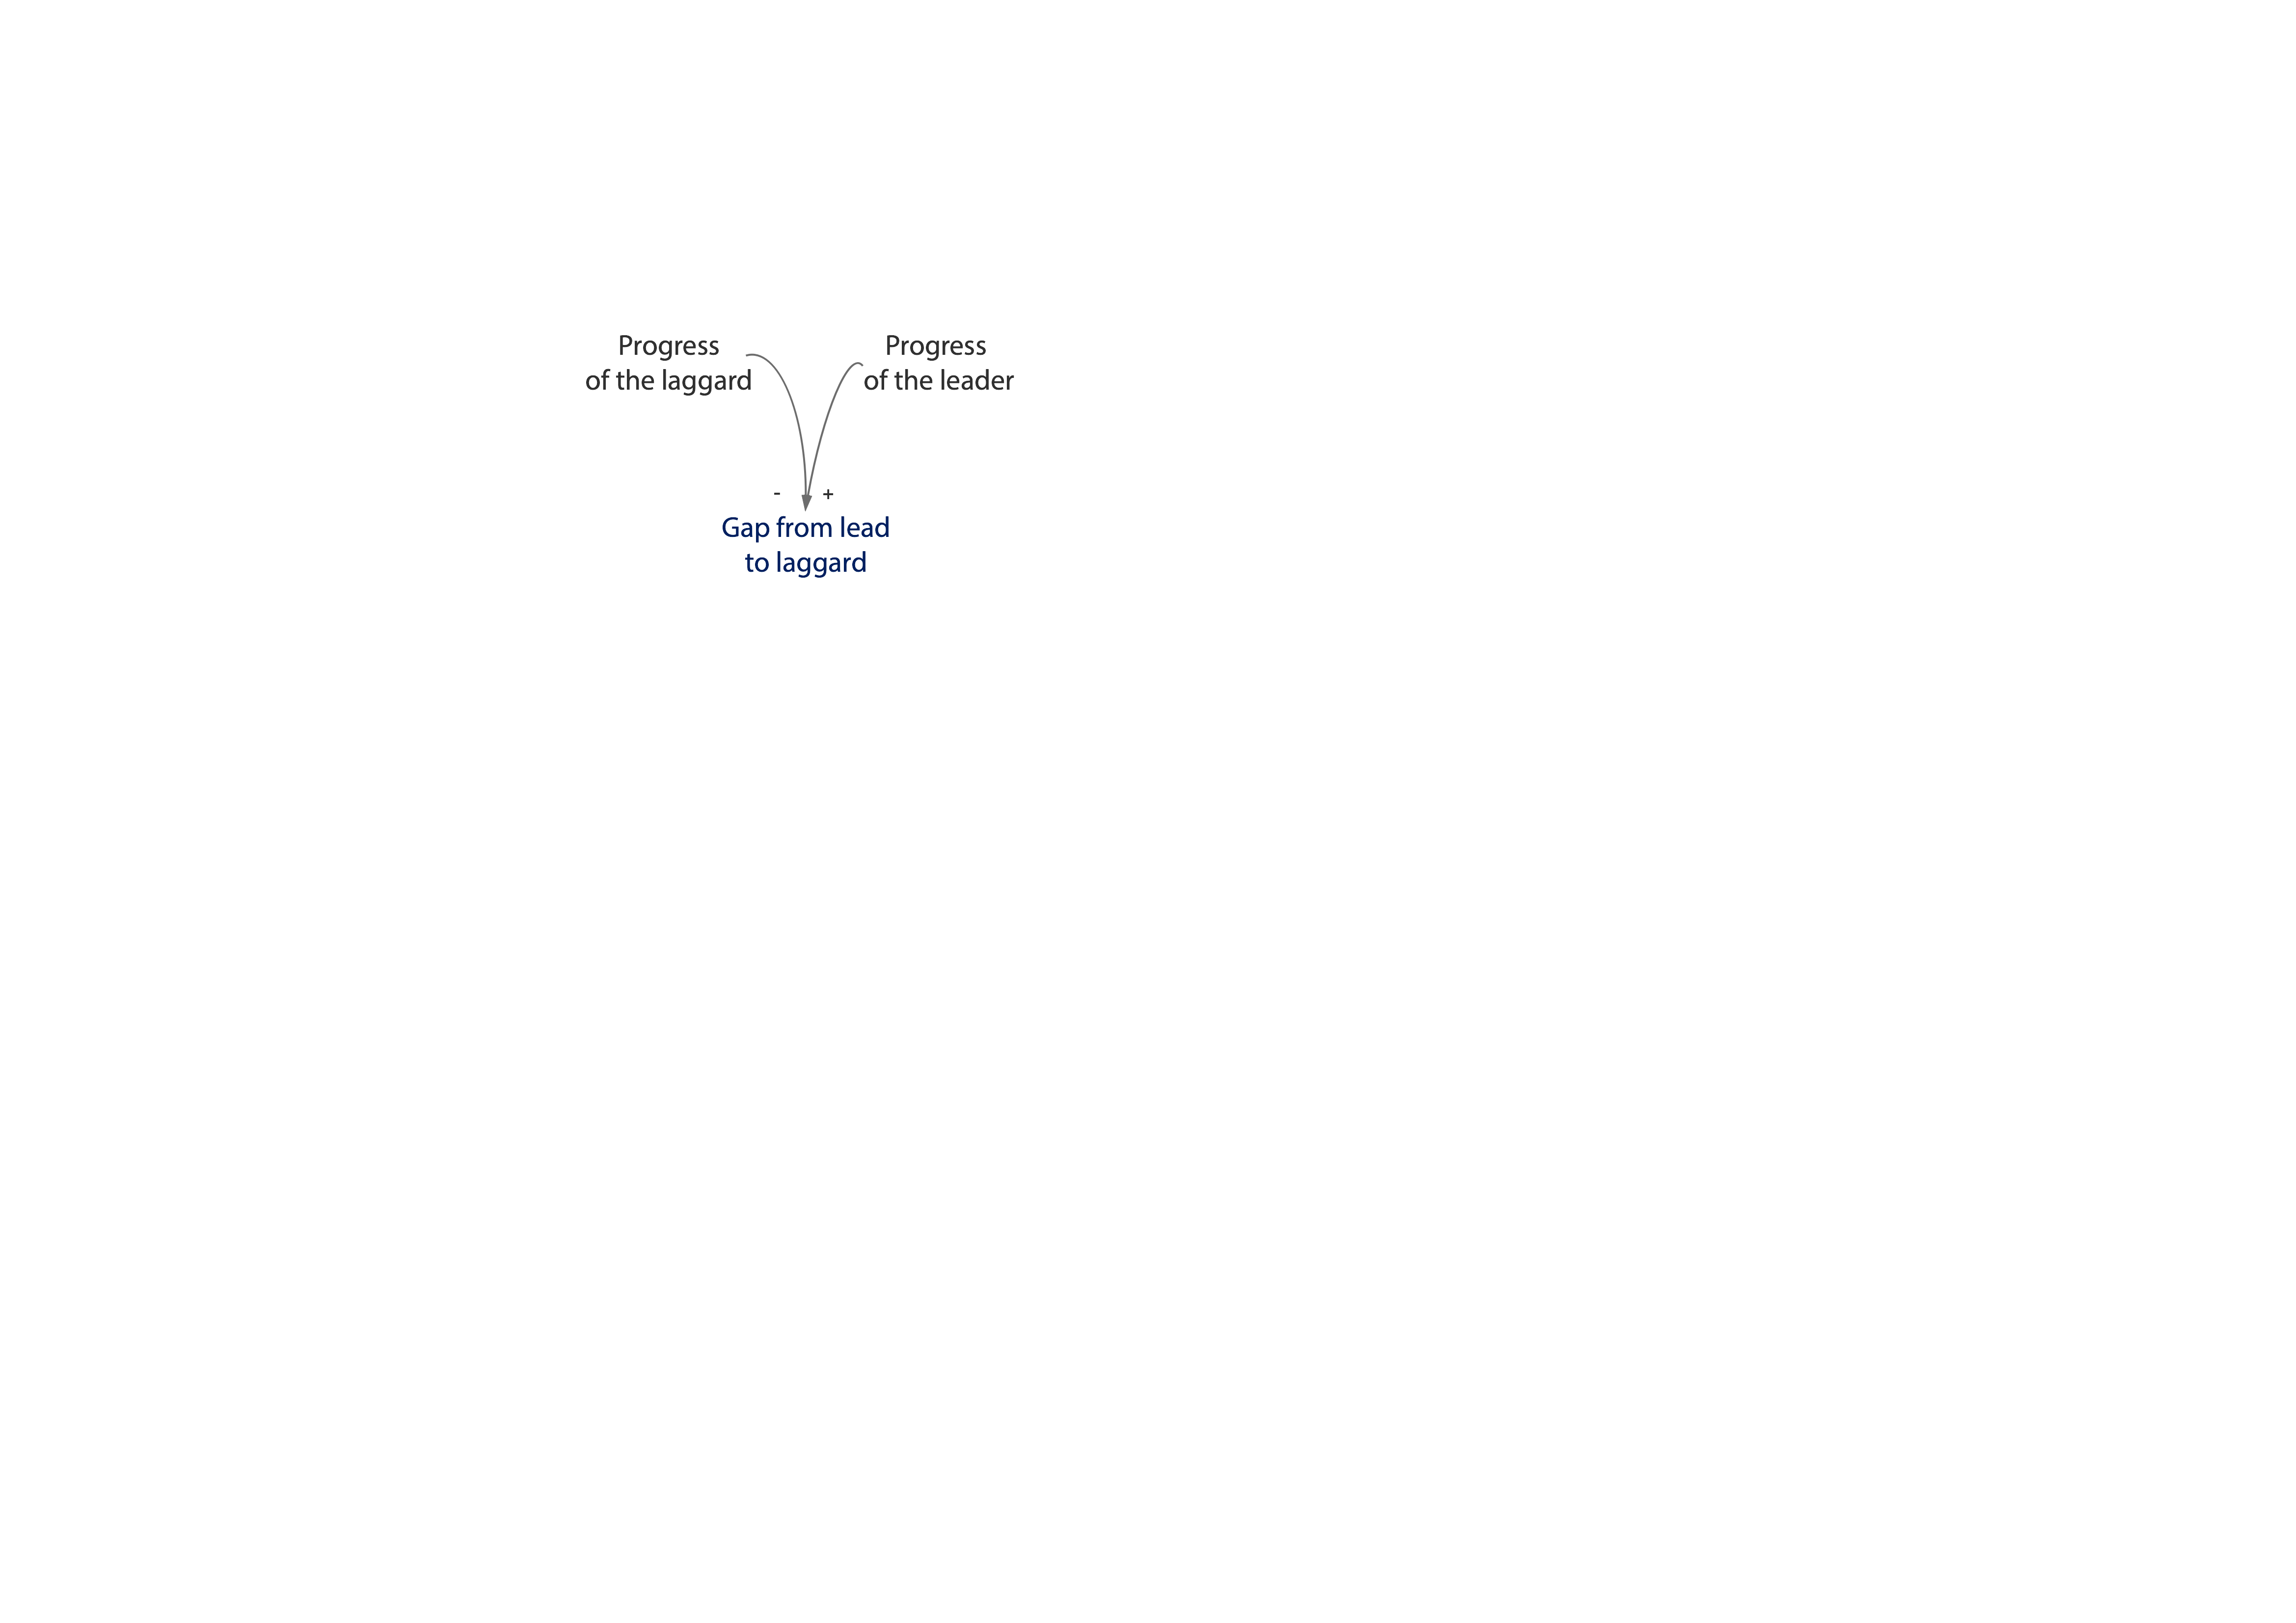 Progress
of the laggard
Progress
of the leader
- +
Gap from lead
to laggard